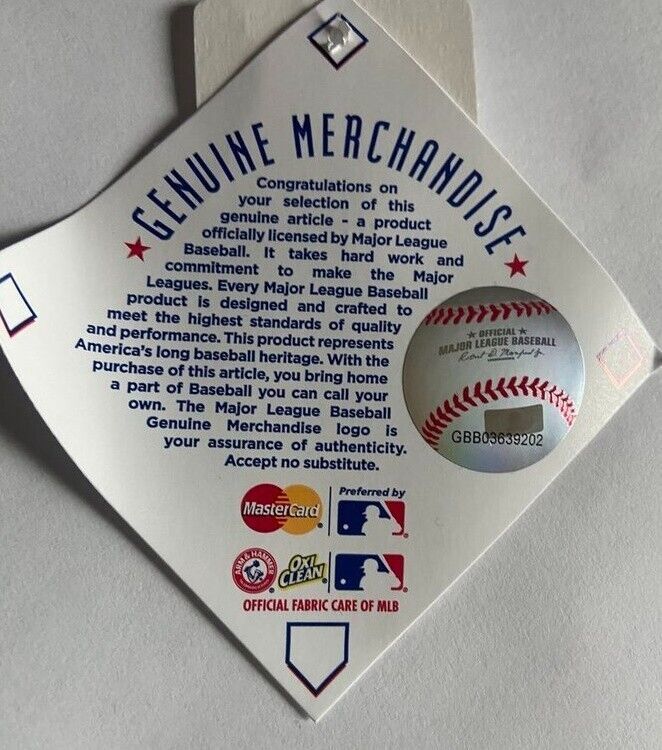 GENUINE MERCHANDISE
Congratulations on
your selection of this
genuine article - a product
officially licensed by Major League
Baseball. It takes hard work and
commitment to make the Major
Leagues. Every Major League Baseball
product is designed and crafted to
meet the highest standards of quality
and performance. This product represents
America's long baseball heritage. With the
purchase of this article, you bring home
a part of Baseball you can call your
own. The Major League Baseball
Genuine Merchandise logo is
your assurance of authenticity.
Accept no substitute.
OFFICIAL
MAJOR LEAGUE BASEBALL
Robert D. Manfred Jr.
GBB03639202
MasterCard
Preferred by
ARM & HAMMER
OXI
CLEAN
OFFICIAL FABRIC CARE OF MLB